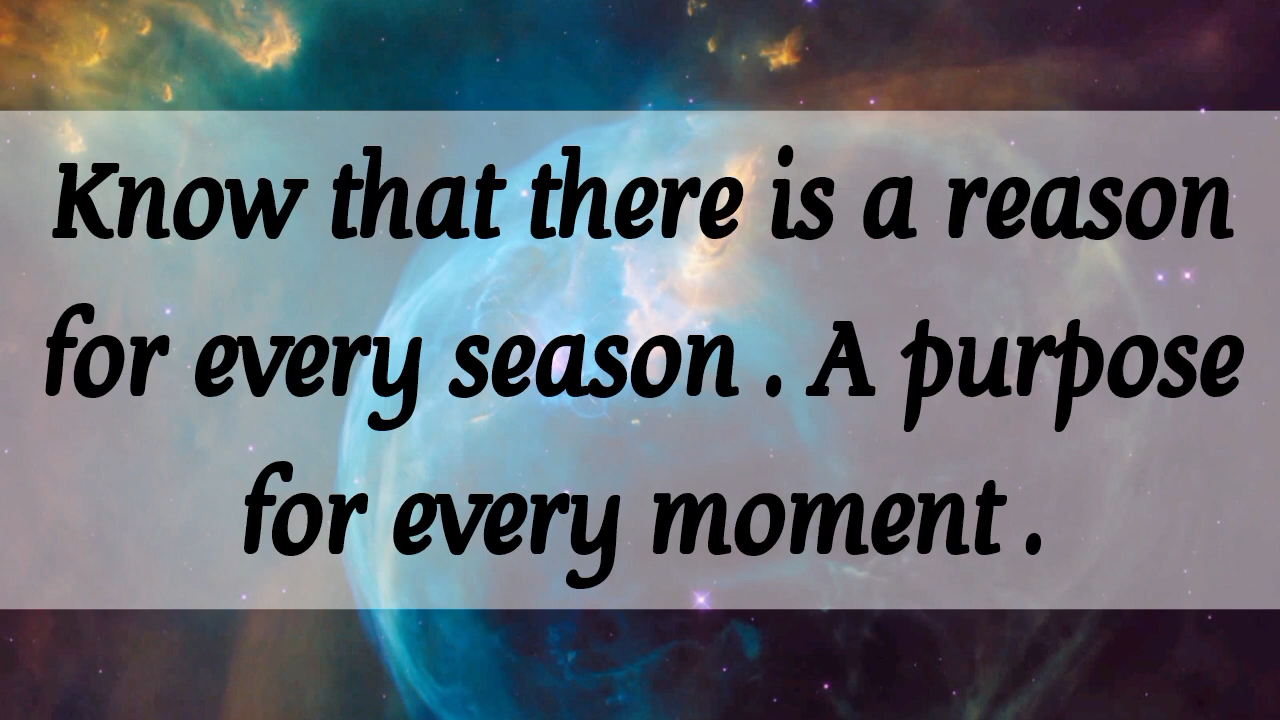 Know that there is a reason
for every season . A purpose
for every moment .